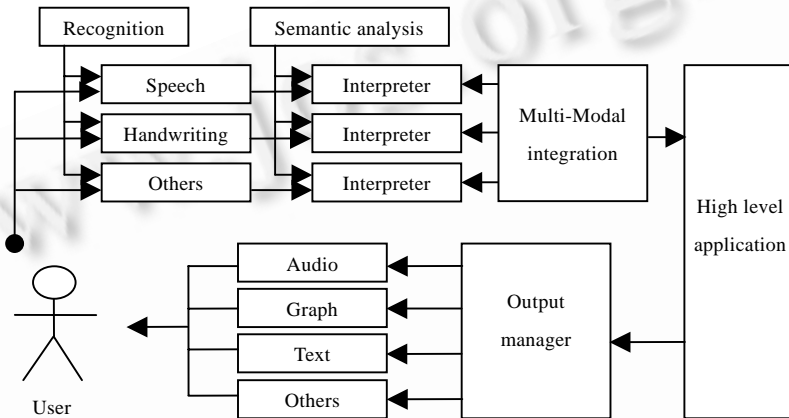 Recognition
Semantic analysis
Speech
Interpreter
Handwriting
Interpreter
Others
Interpreter
Multi-Modal
integration
High level
application
Audio
Graph
Text
Others
Output
manager
User